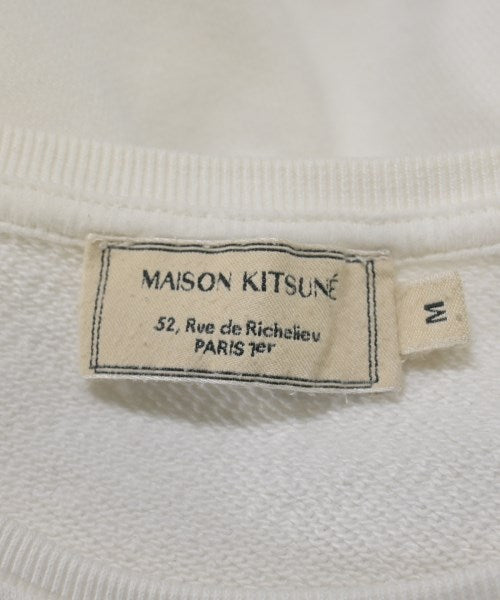 MAISON KITSUNÉ
52, Rue de Richelieu
PARIS 1er
M